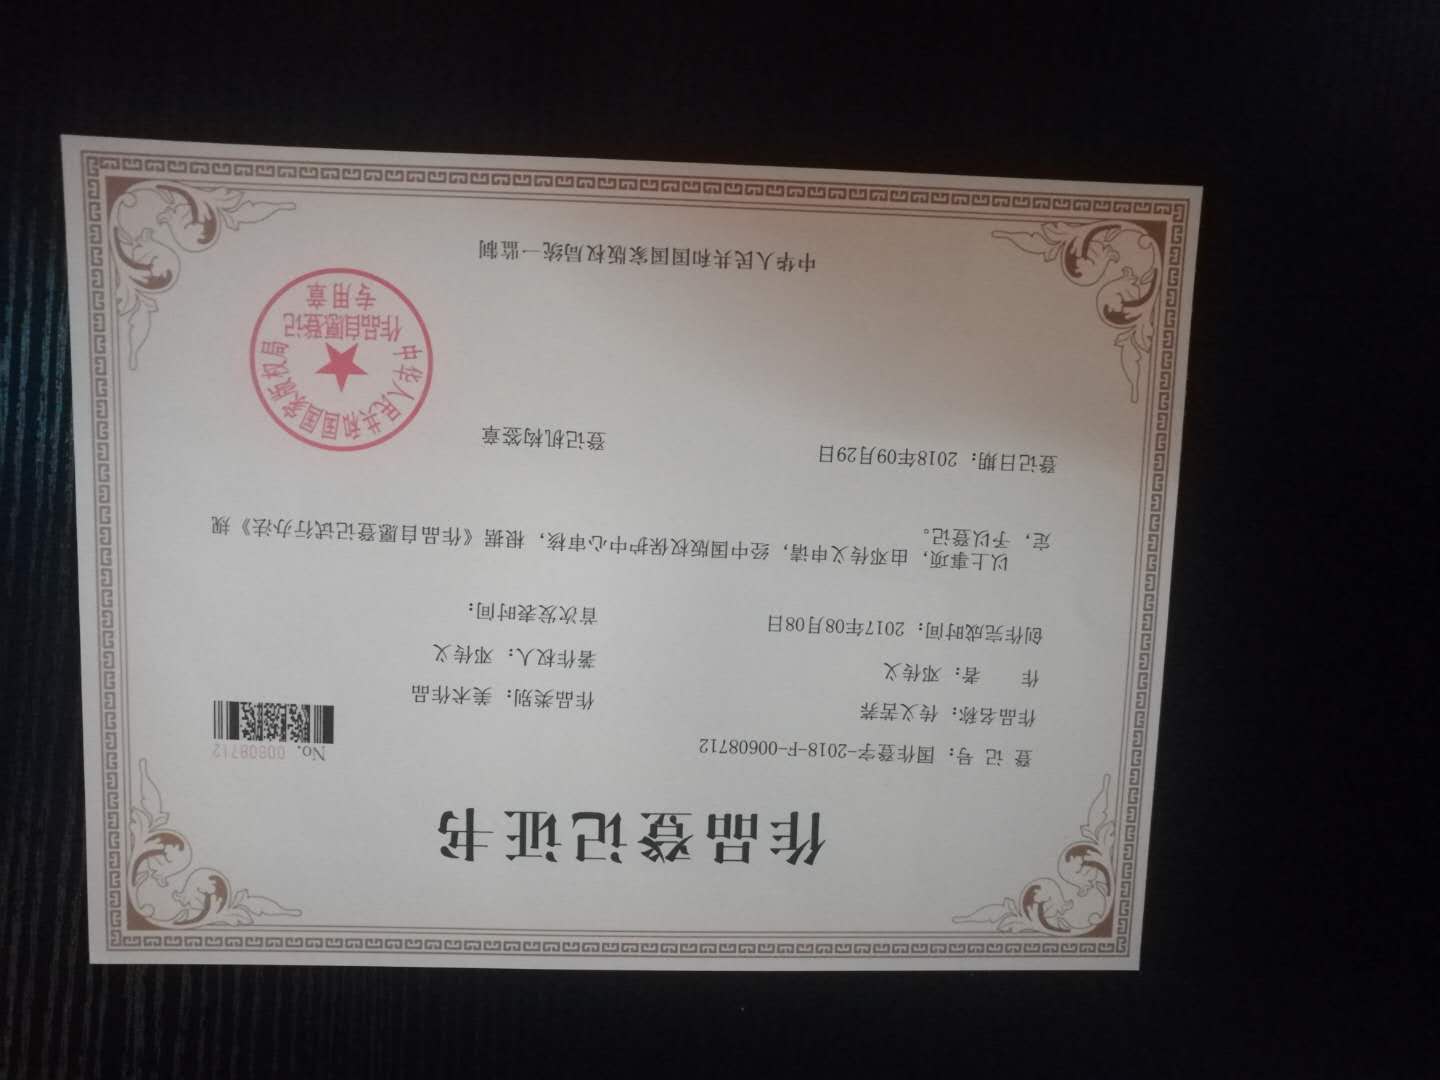 作品登记证书
No. 00608712
登 记 号：国作登字-2018-F-00608712
作品名称：传义苦荞
作品类别：美术作品
作 者：邓传义
著作权人：邓传义
创作完成时间：2017年08月08日
首次发表时间：
以上事项，由邓传义申请，经中国版权保护中心审核，根据《作品自愿登记试行办法》规
定，予以登记。
登记日期：2018年09月29日
登记机构签章
中华人民共和国国家版权局
作品自愿登记
专用章
中华人民共和国国家版权局统一监制